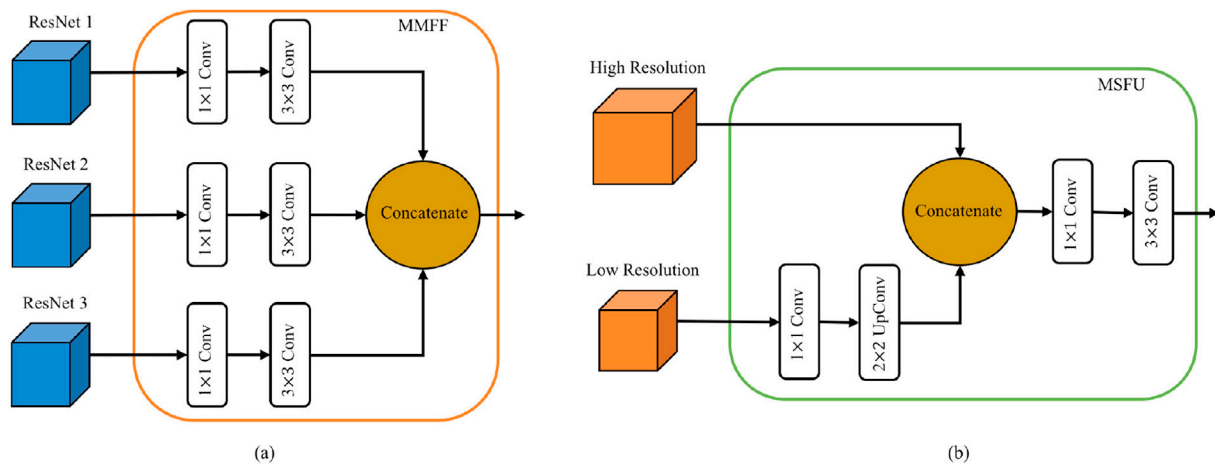 ResNet 1
MMFF
1×1 Conv
3×3 Conv
ResNet 2
1×1 Conv
3×3 Conv
Concatenate
ResNet 3
1×1 Conv
3×3 Conv
(a)
High Resolution
MSFU
Concatenate
1×1 Conv
3×3 Conv
Low Resolution
1×1 Conv
2×2 UpConv
(b)